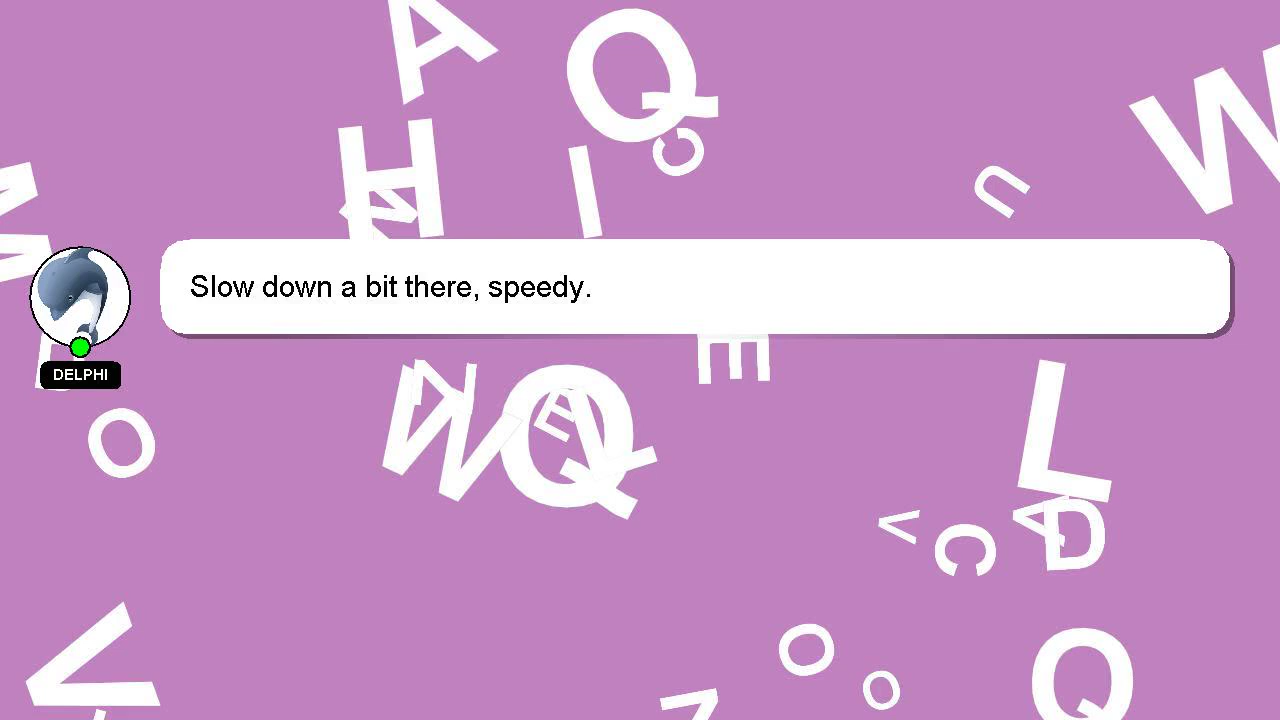 A
Q
W
H
C
I
U
Slow down a bit there, speedy.
DELPHI
E
W
Q
E
L
O
V
C
A
D
V
O
O
Q